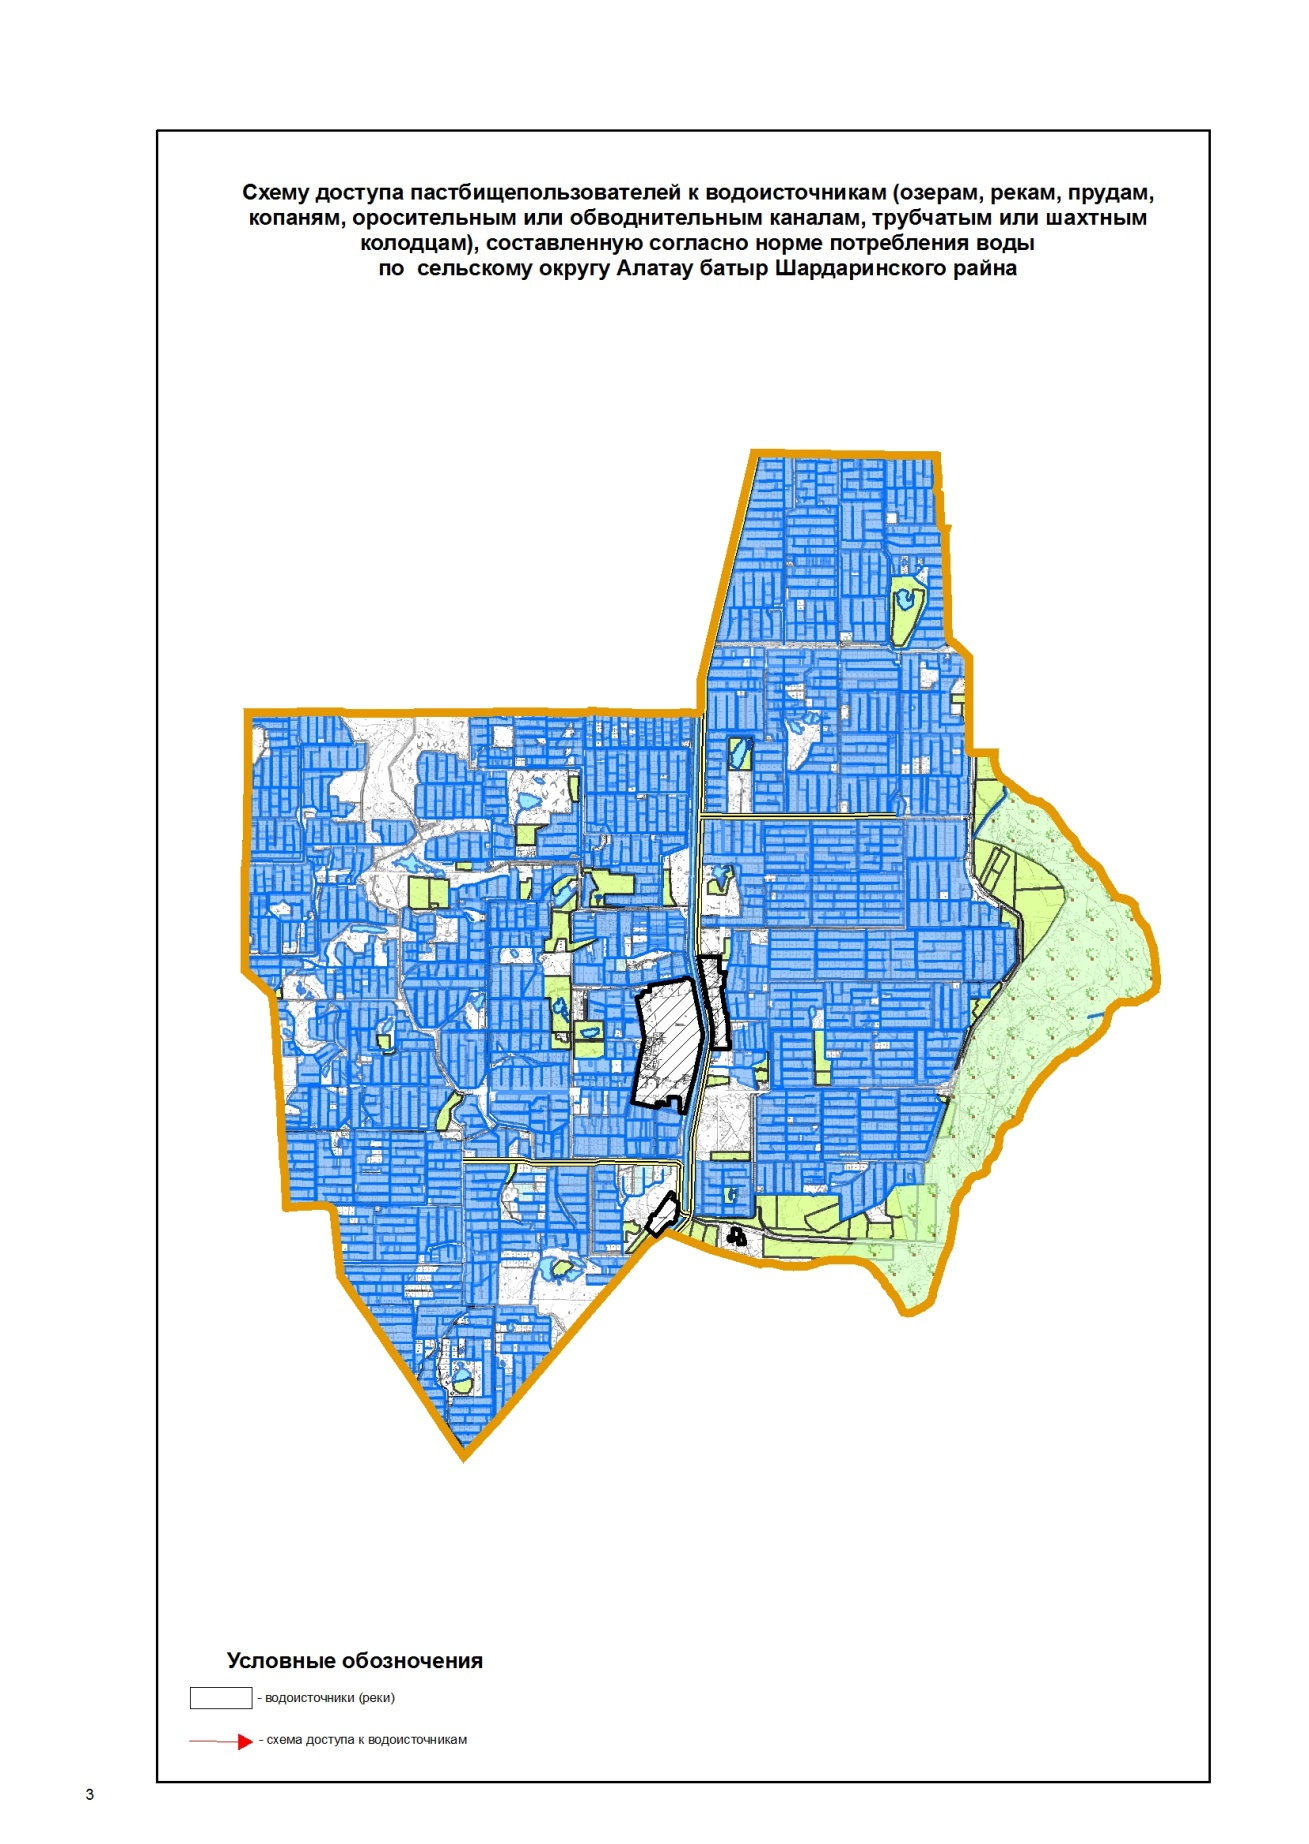 Схему доступа пастбищепользователей к водоисточникам (озерам, рекам, прудам,
копаням, оросительным или обводнительным каналам, трубчатым или шахтным
колодцам), составленную согласно норме потребления воды
по сельскому округу Алатау батыр Шардаринского райна
Условные обозночения
- водоисточники (реки)
- схема доступа к водоисточникам
3